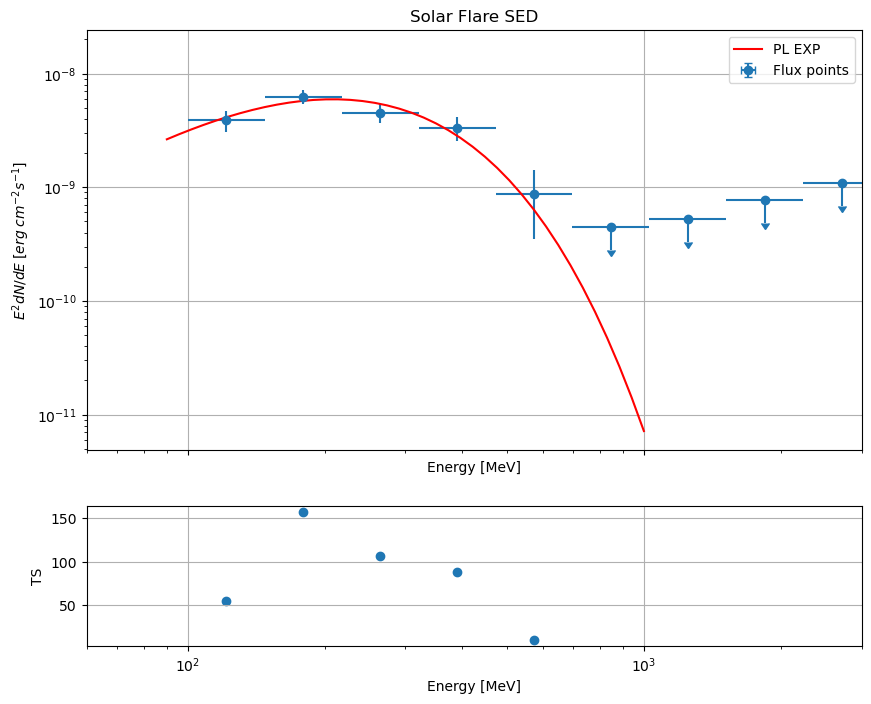 Solar Flare SED
PL EXP
Flux points
E²dN/dE [erg cm⁻²s⁻¹]
10⁻⁸
10⁻⁹
10⁻¹⁰
10⁻¹¹
Energy [MeV]
TS
150
100
50
10² 10³
Energy [MeV]